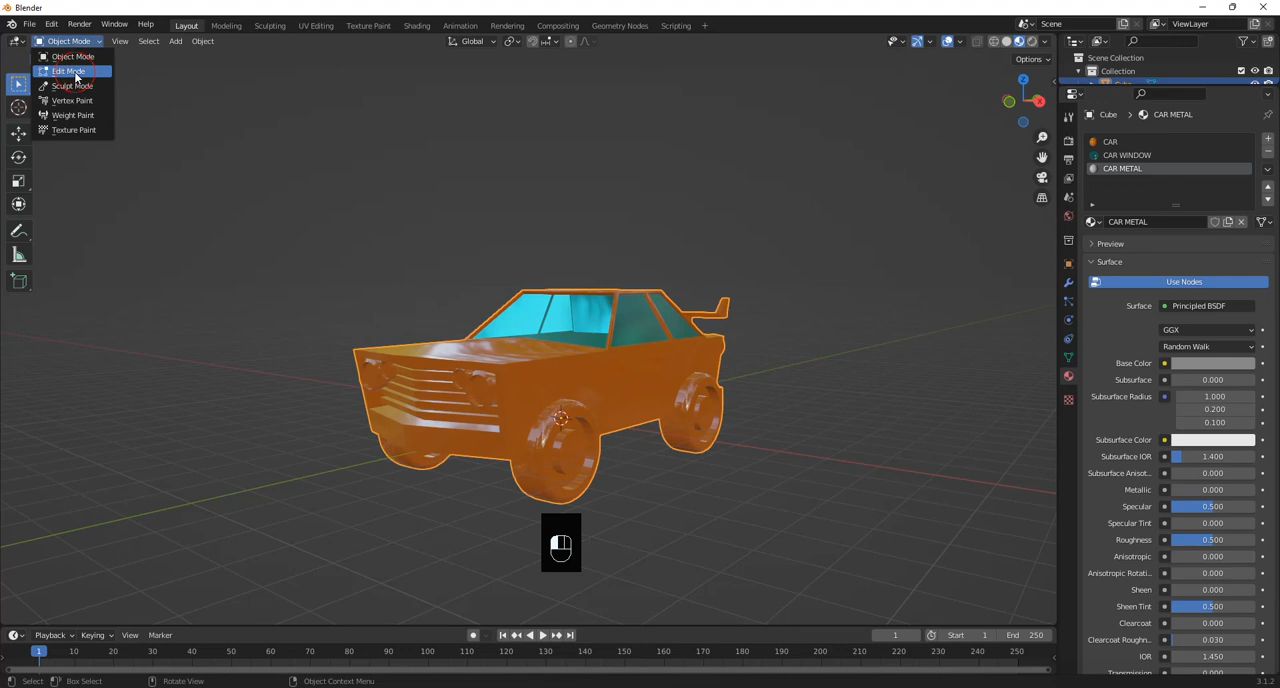 Blender
File Edit Render Window Help Layout Modeling Sculpting UV Editing Texture Paint Shading Animation Rendering Compositing Geometry Nodes Scripting + Scene ViewLayer
Object Mode View Select Add Object Global Options
Object Mode
Edit Mode
Sculpt Mode
Vertex Paint
Weight Paint
Texture Paint
Z
X
Scene Collection
Collection
Cube
Cube > CAR METAL
CAR
CAR WINDOW
CAR METAL
CAR METAL
Preview
Surface
Use Nodes
Surface Principled BSDF
GGX
Random Walk
Base Color
Subsurface 0.000
Subsurface Radius 1.000
0.200
0.100
Subsurface Color
Subsurface IOR 1.400
Subsurface Anisot... 0.000
Metallic 0.000
Specular 0.500
Specular Tint 0.000
Roughness 0.500
Anisotropic 0.000
Anisotropic Rotati... 0.000
Sheen 0.000
Sheen Tint 0.500
Clearcoat 0.000
Clearcoat Roughn... 0.030
IOR 1.450
Transmission 0.000
Playback Keying View Marker 1 Start 1 End 250
1 10 20 30 40 50 60 70 80 90 100 110 120 130 140 150 160 170 180 190 200 210 220 230 240 250
Select Box Select Rotate View Object Context Menu 3.1.2